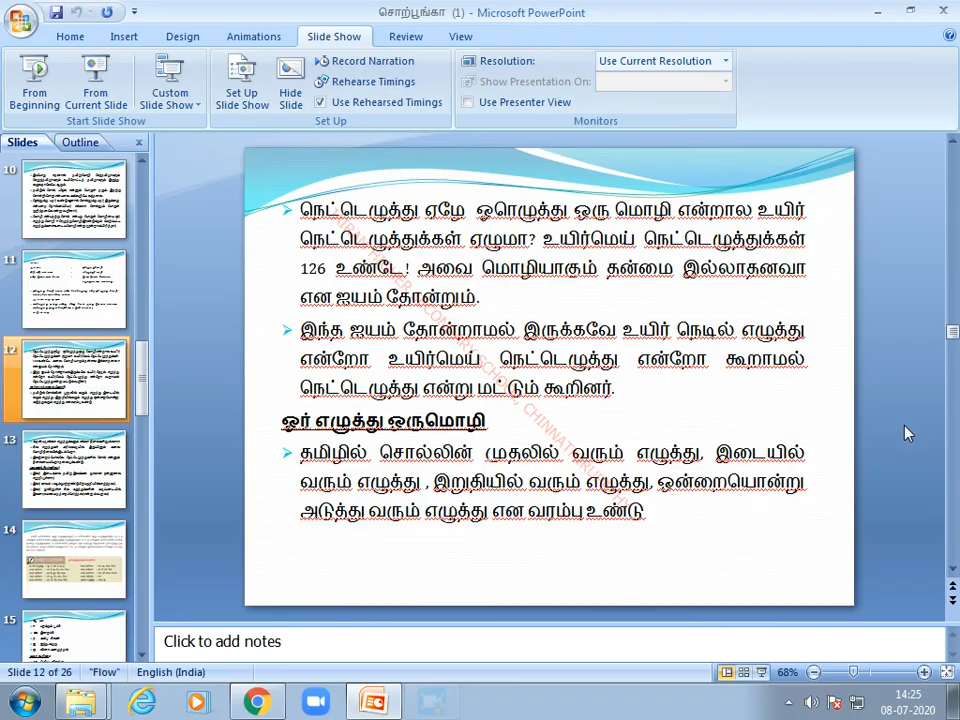 சொற்பூங்கா (1) - Microsoft PowerPoint
Home Insert Design Animations Slide Show Review View
From Beginning
From Current Slide
Custom Slide Show
Start Slide Show
Set Up Slide Show
Hide Slide
Record Narration
Rehearse Timings
Use Rehearsed Timings
Set Up
Resolution: Use Current Resolution
Show Presentation On:
Use Presenter View
Monitors
Slides Outline
10
11
12
13
14
15
நெட்டெழுத்து ஏழே ஓரெழுத்து ஒரு மொழி என்றால் உயிர்
நெட்டெழுத்துக்கள் ஏழுமா? உயிர்மெய் நெட்டெழுத்துக்கள்
126 உண்டே! அவை மொழியாகும் தன்மை இல்லாதனவா
என ஐயம் தோன்றும்.
இந்த ஐயம் தோன்றாமல் இருக்கவே உயிர் நெடில் எழுத்து
என்றோ உயிர்மெய் நெட்டெழுத்து என்றோ கூறாமல்
நெட்டெழுத்து என்று மட்டும் கூறினர்.
ஓர் எழுத்து ஒருமொழி
தமிழில் சொல்லின் முதலில் வரும் எழுத்து, இடையில்
வரும் எழுத்து , இறுதியில் வரும் எழுத்து, ஒன்றையொன்று
அடுத்து வரும் எழுத்து என வரம்பு உண்டு
Click to add notes
Slide 12 of 26 "Flow" English (India) 68%
14:25
08-07-2020